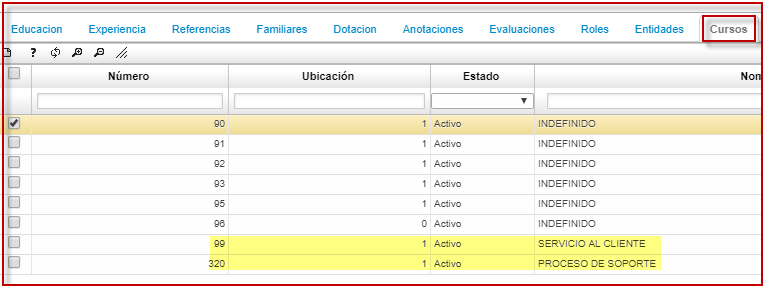 Educacion Experiencia Referencias Familiares Dotacion Anotaciones Evaluaciones Roles Entidades Cursos
?
Número Ubicación Estado Non
90 1 Activo INDEFINIDO
91 1 Activo INDEFINIDO
92 1 Activo INDEFINIDO
93 1 Activo INDEFINIDO
95 1 Activo INDEFINIDO
96 0 Activo INDEFINIDO
99 1 Activo SERVICIO AL CLIENTE
320 1 Activo PROCESO DE SOPORTE